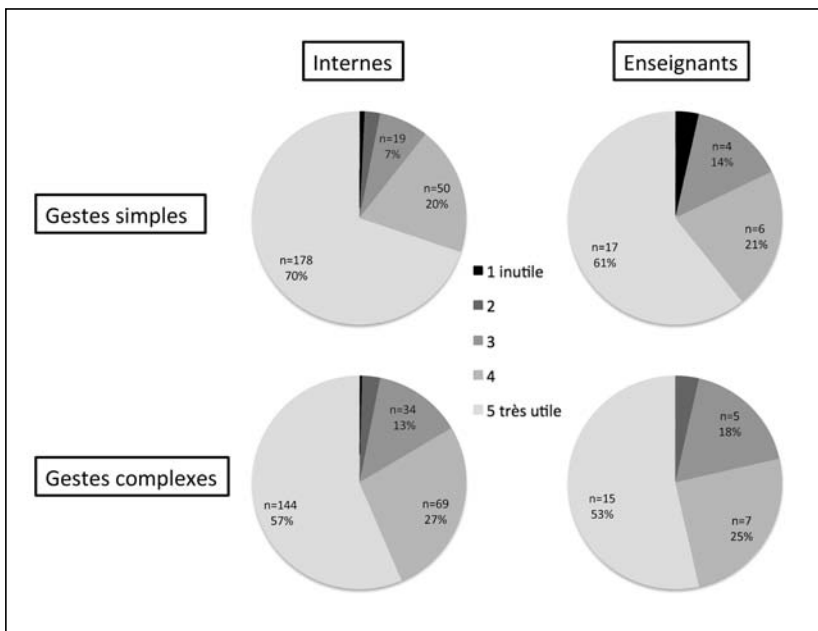 Internes
Enseignants
Gestes simples
n=19
7%
n=50
20%
n=178
70%
n=4
14%
n=6
21%
n=17
61%
1 inutile
2
3
4
5 très utile
Gestes complexes
n=34
13%
n=69
27%
n=144
57%
n=5
18%
n=7
25%
n=15
53%